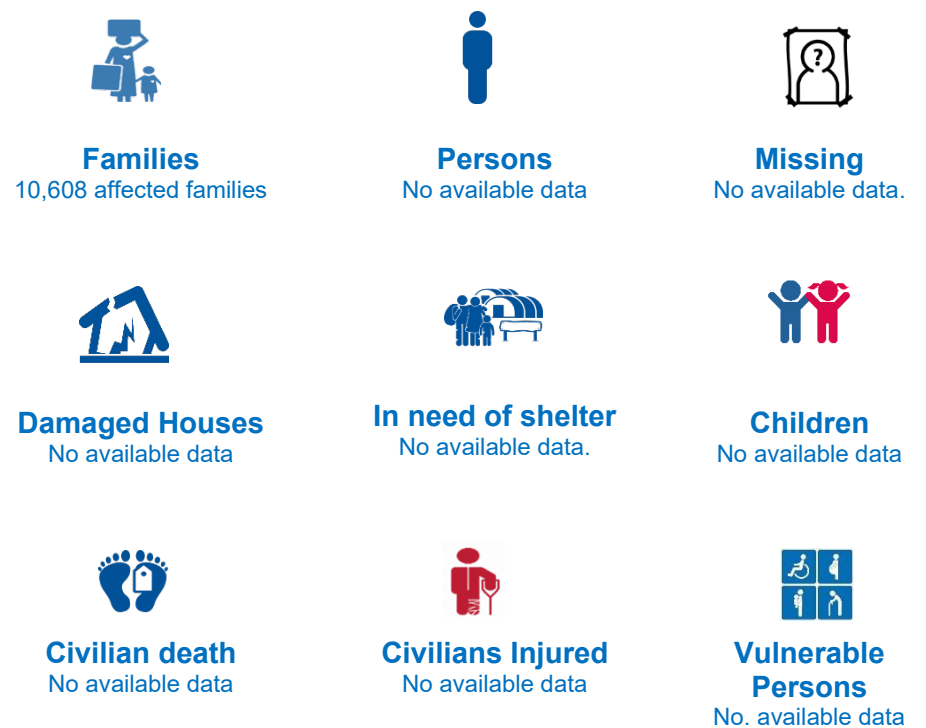 ?
Families
10,608 affected families
Persons
No available data
Missing
No available data.
Damaged Houses
No available data
In need of shelter
No available data.
Children
No available data
Civilian death
No available data
Civilians Injured
No available data
Vulnerable
Persons
No. available data